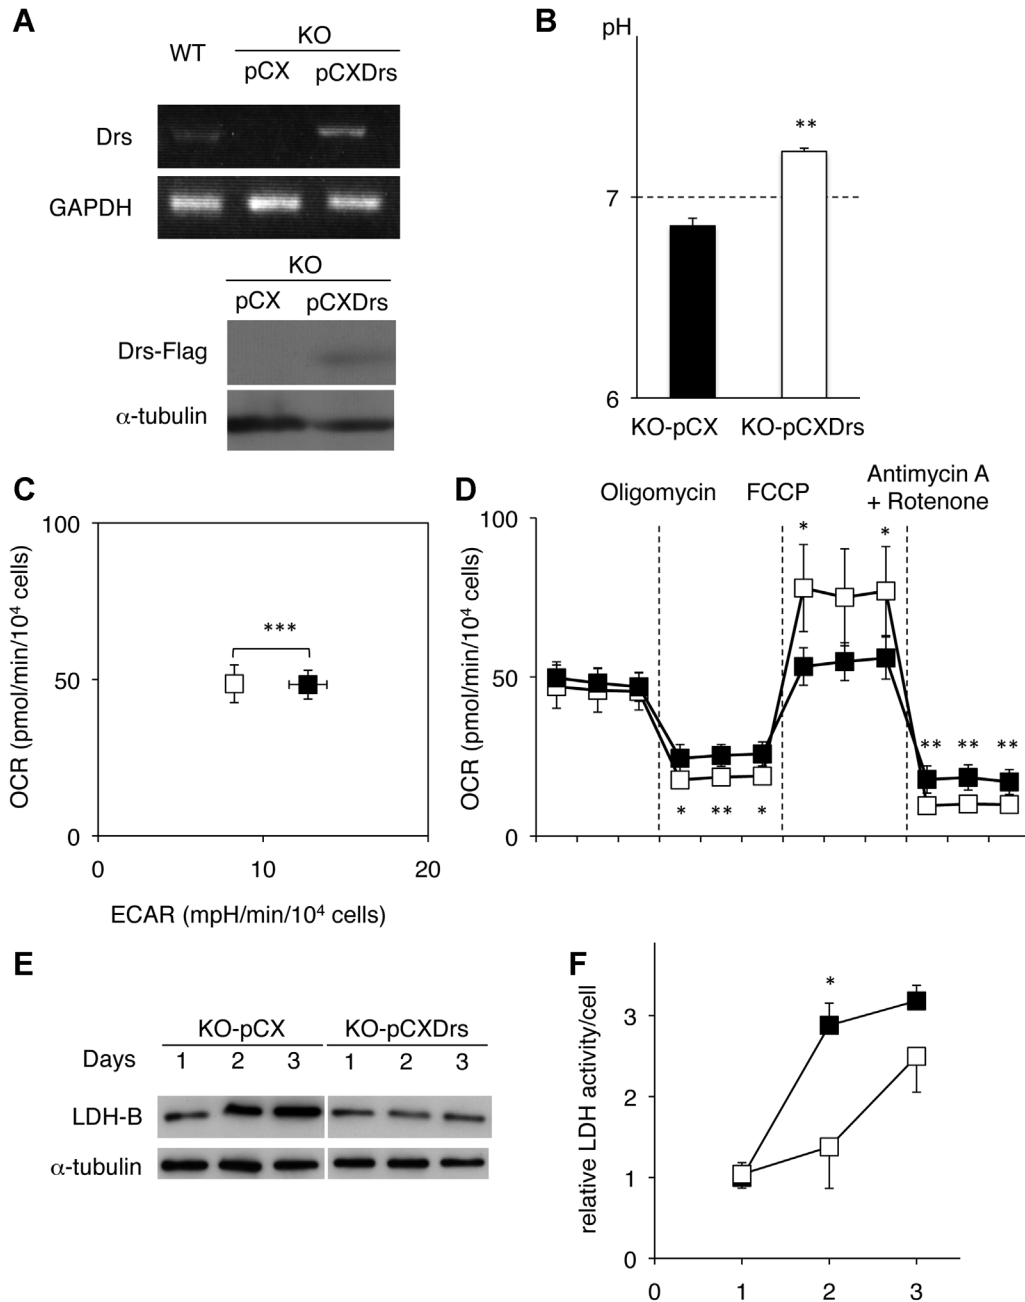 A
WT
KO
pCX
pCXDrs
Drs
GAPDH
KO
pCX
pCXDrs
Drs-Flag
α-tubulin
B
pH
**
7
6
KO-pCX
KO-pCXDrs
C
OCR (pmol/min/10⁴ cells)
100
50
0
***
0
10
20
ECAR (mpH/min/10⁴ cells)
D
Oligomycin
FCCP
Antimycin A
+ Rotenone
OCR (pmol/min/10⁴ cells)
100
50
0
* *
** ** **
* ** *
E
KO-pCX
KO-pCXDrs
Days
1 2 3 1 2 3
LDH-B
α-tubulin
F
relative LDH activity/cell
*
3
2
1
0
0 1 2 3